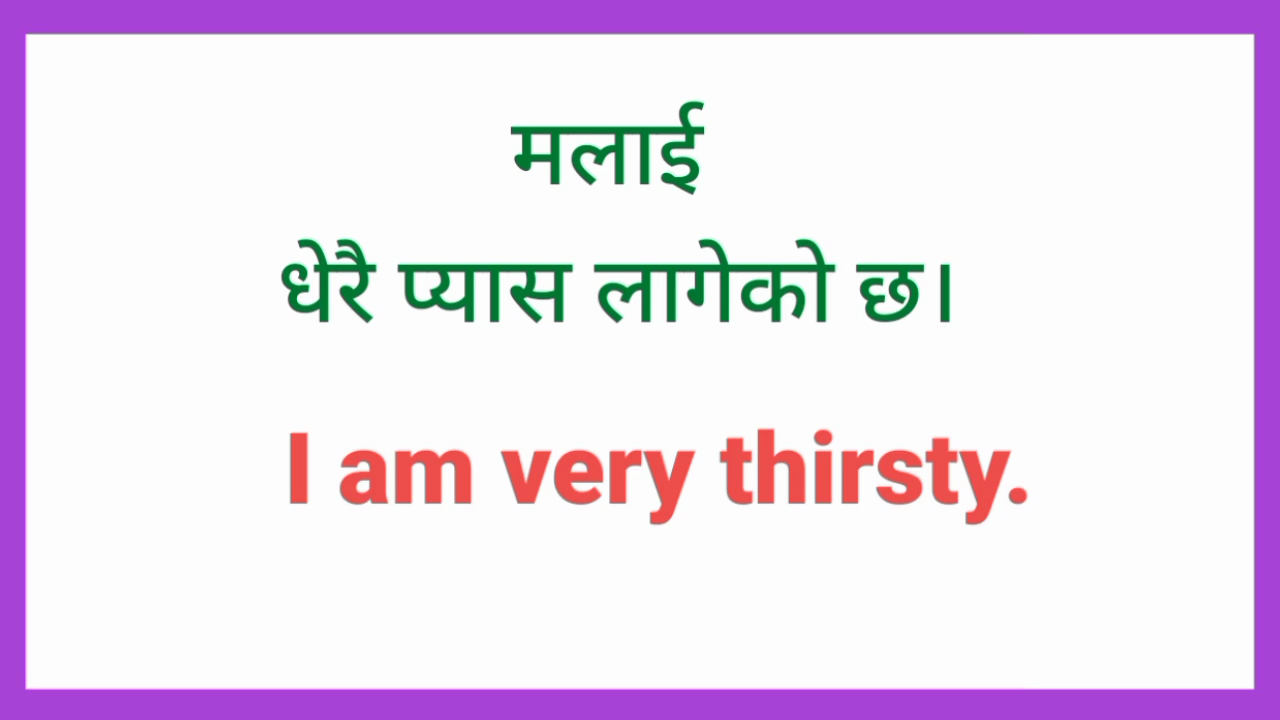 मलाई
धेरै प्यास लागेको छ।
I am very thirsty.